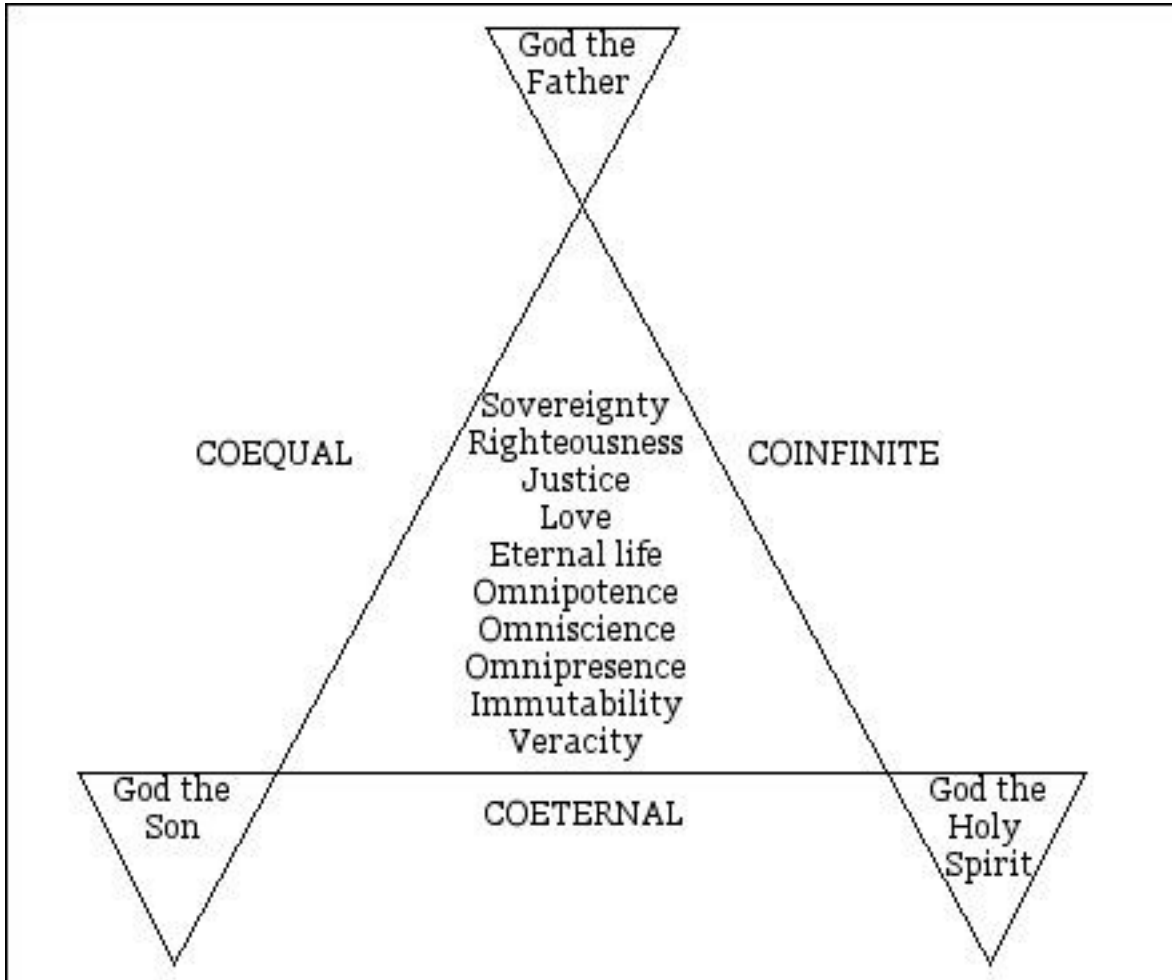 God the
Father
COEQUAL
COINFINITE
Sovereignty
Righteousness
Justice
Love
Eternal life
Omnipotence
Omniscience
Omnipresence
Immutability
Veracity
God the
Son
COETERNAL
God the
Holy
Spirit